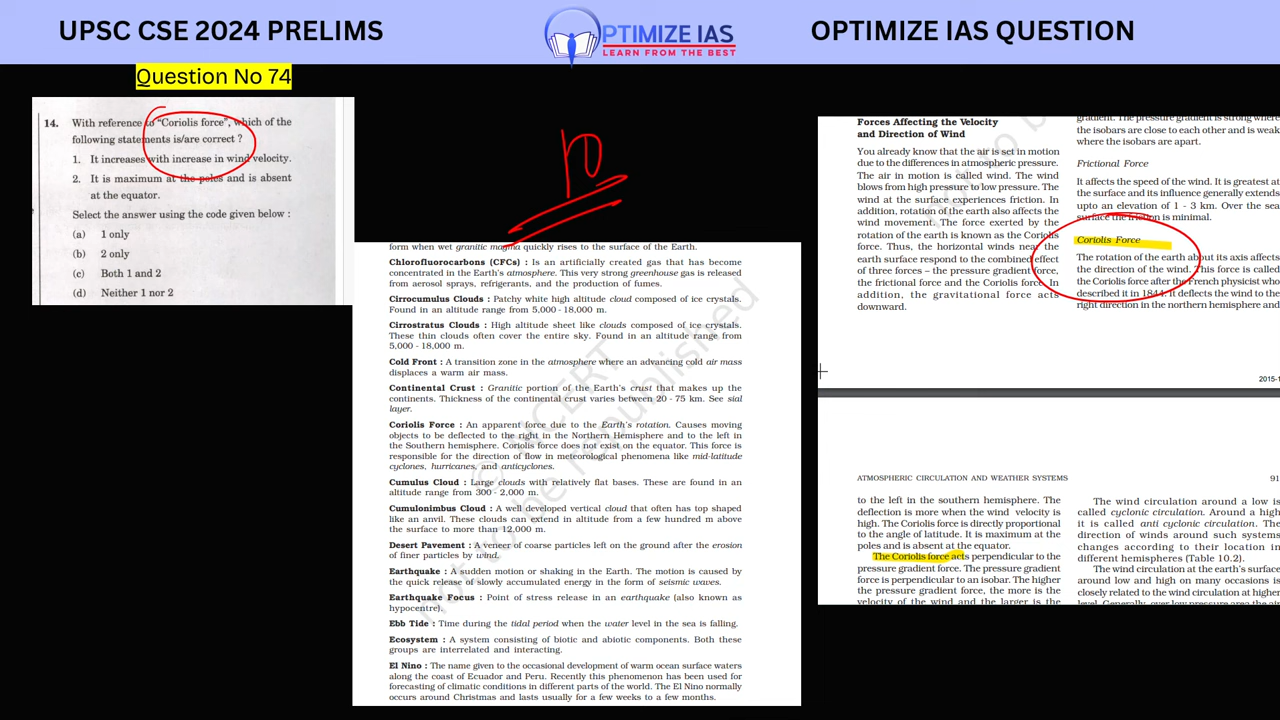 UPSC CSE 2024 PRELIMS
OPTIMIZE IAS
LEARN FROM THE BEST
OPTIMIZE IAS QUESTION
Question No 74
14. With reference to "Coriolis force", which of the
following statements is/are correct ?
1. It increases with increase in wind velocity.
2. It is maximum at the poles and is absent
at the equator.
Select the answer using the code given below :
(a) 1 only
(b) 2 only
(c) Both 1 and 2
(d) Neither 1 nor 2
form when wet granitic magma quickly rises to the surface of the Earth.
Chlorofluorocarbons (CFCs) : Is an artificially created gas that has become
concentrated in the Earth's atmosphere. This very strong greenhouse gas is released
from aerosol sprays, refrigerants, and the production of fumes.
Cirrocumulus Clouds : Patchy white high altitude cloud composed of ice crystals.
Found in an altitude range from 5,000 - 18,000 m.
Cirrostratus Clouds : High altitude sheet like clouds composed of ice crystals.
These thin clouds often cover the entire sky. Found in an altitude range from
5,000 - 18,000 m.
Cold Front : A transition zone in the atmosphere where an advancing cold air mass
displaces a warm air mass.
Continental Crust : Granitic portion of the Earth's crust that makes up the
continents. Thickness of the continental crust varies between 20 - 75 km. See sial
layer.
Coriolis Force : An apparent force due to the Earth's rotation. Causes moving
objects to be deflected to the right in the Northern Hemisphere and to the left in
the Southern hemisphere. Coriolis force does not exist on the equator. This force is
responsible for the direction of flow in meteorological phenomena like mid-latitude
cyclones, hurricanes, and anticyclones.
Cumulus Cloud : Large clouds with relatively flat bases. These are found in an
altitude range from 300 - 2,000 m.
Cumulonimbus Cloud : A well developed vertical cloud that often has top shaped
like an anvil. These clouds can extend in altitude from a few hundred m above
the surface to more than 12,000 m.
Desert Pavement : A veneer of coarse particles left on the ground after the erosion
of finer particles by wind.
Earthquake : A sudden motion or shaking in the Earth. The motion is caused by
the quick release of slowly accumulated energy in the form of seismic waves.
Earthquake Focus : Point of stress release in an earthquake (also known as
hypocentre).
Ebb Tide : Time during the tidal period when the water level in the sea is falling.
Ecosystem : A system consisting of biotic and abiotic components. Both these
groups are interrelated and interacting.
El Nino : The name given to the occasional development of warm ocean surface waters
along the coast of Ecuador and Peru. Recently this phenomenon has been used for
forecasting of climatic conditions in different parts of the world. The El Nino normally
occurs around Christmas and lasts usually for a few weeks to a few months.
© NCERT
not to be republished
Forces Affecting the Velocity
and Direction of Wind
You already know that the air is set in motion
due to the differences in atmospheric pressure.
The air in motion is called wind. The wind
blows from high pressure to low pressure. The
wind at the surface experiences friction. In
addition, rotation of the earth also affects the
wind movement. The force exerted by the
rotation of the earth is known as the Coriolis
force. Thus, the horizontal winds near the
earth surface respond to the combined effect
of three forces – the pressure gradient force,
the frictional force and the Coriolis force. In
addition, the gravitational force acts
downward.
gradient. The pressure gradient is strong where
the isobars are close to each other and is weak
where the isobars are apart.
Frictional Force
It affects the speed of the wind. It is greatest at
the surface and its influence generally extends
upto an elevation of 1 - 3 km. Over the sea
surface the friction is minimal.
Coriolis Force
The rotation of the earth about its axis affects
the direction of the wind. This force is called
the Coriolis force after the French physicist who
described it in 1844. It deflects the wind to the
right direction in the northern hemisphere and
not to b
2015-1
ATMOSPHERIC CIRCULATION AND WEATHER SYSTEMS
91
to the left in the southern hemisphere. The
deflection is more when the wind velocity is
high. The Coriolis force is directly proportional
to the angle of latitude. It is maximum at the
poles and is absent at the equator.
The Coriolis force acts perpendicular to the
pressure gradient force. The pressure gradient
force is perpendicular to an isobar. The higher
the pressure gradient force, the more is the
velocity of the wind and the larger is the
The wind circulation around a low is
called cyclonic circulation. Around a high
it is called anti cyclonic circulation. The
direction of winds around such systems
changes according to their location in
different hemispheres (Table 10.2).
The wind circulation at the earth's surface
around low and high on many occasions is
closely related to the wind circulation at higher
level. Generally, over low pressure area the air